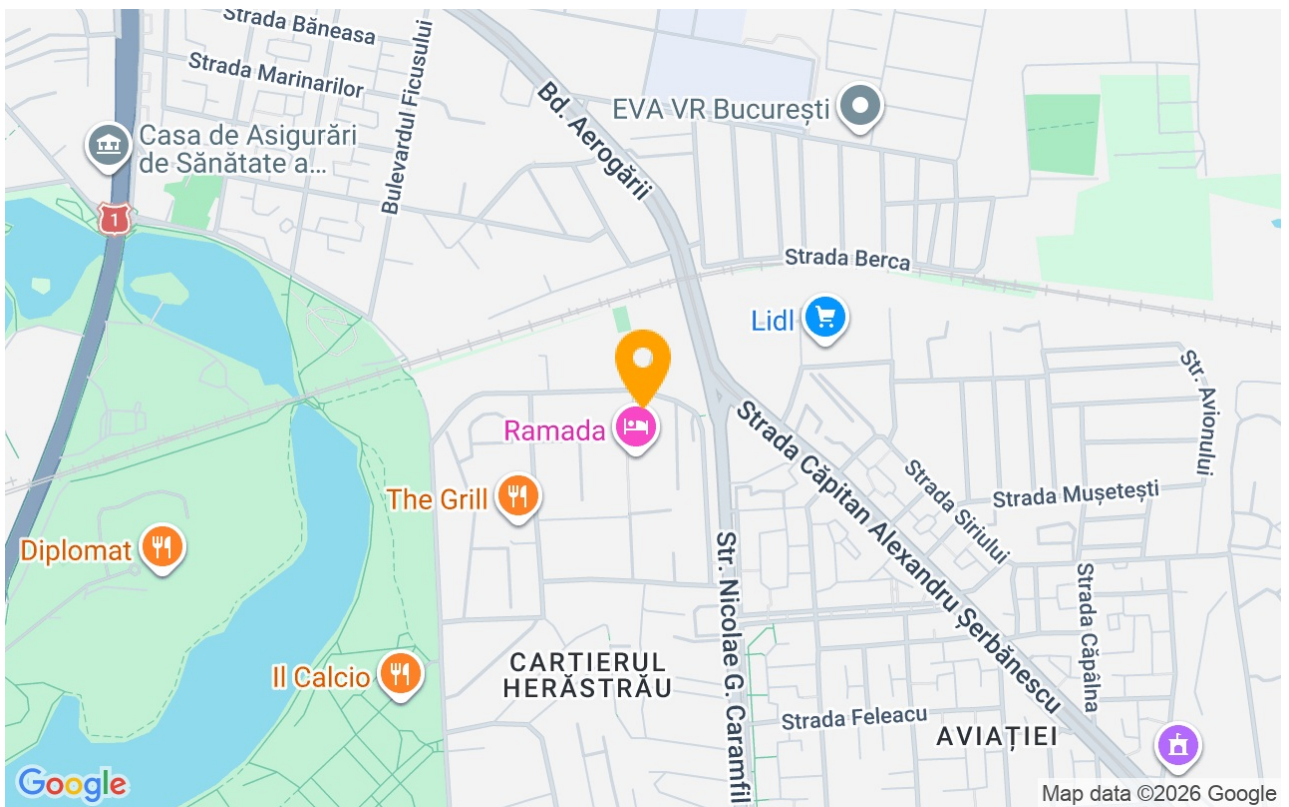 Strada Băneasa
Strada Marinarilor
Bulevardul Ficusului
Bd. Aerogării
EVA VR București
Casa de Asigurări
de Sănătate a...
1
Strada Berca
Lidl
Str. Avionului
Ramada
Strada Căpitan Alexandru Șerbănescu
The Grill
Strada Siriului
Strada Mușetești
Diplomat
Str. Nicolae G. Caramfil
Strada Căpâlna
Il Calcio
CARTIERUL
HERĂSTRĂU
Strada Feleacu
AVIAȚIEI
Google
Map data ©2026 Google